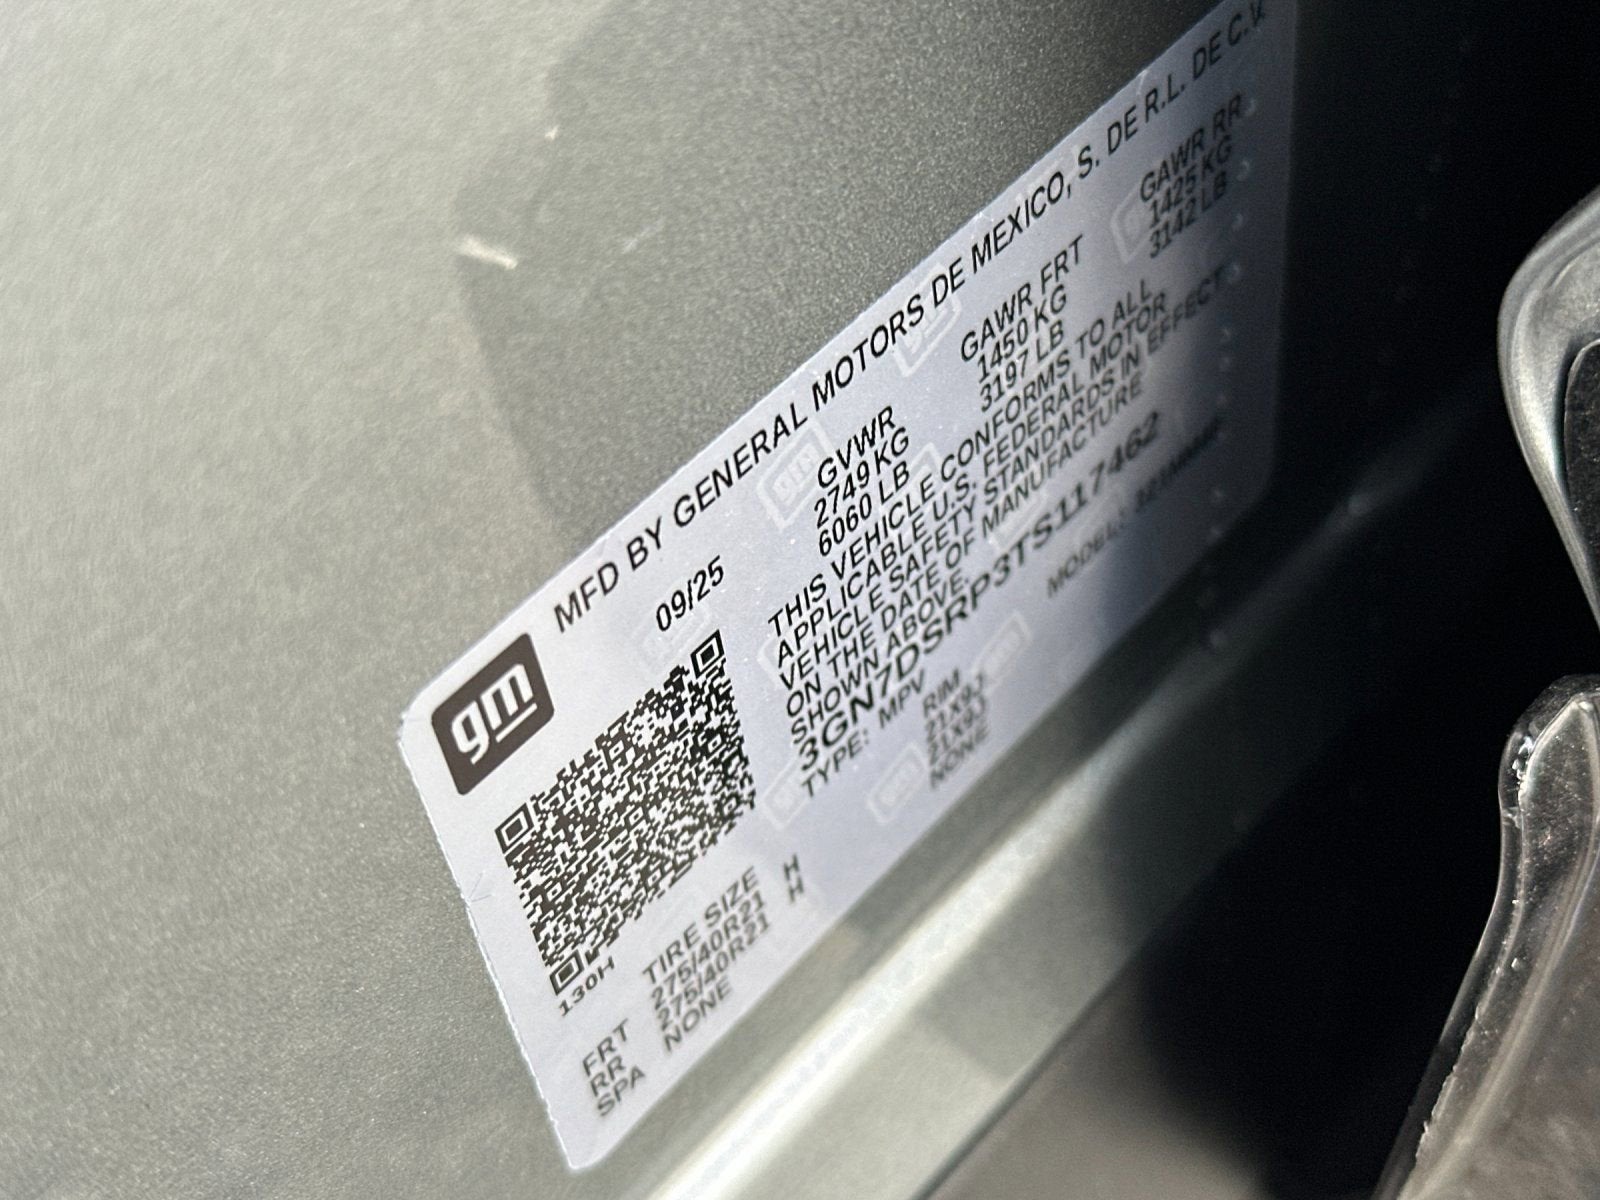 MFD BY GENERAL MOTORS DE MEXICO, S. DE R.L. DE C.V.
gm
09/25
GVWR GAWR FRT GAWR RR
2749 KG 1450 KG 1425 KG
6060 LB 3197 LB 3142 LB
THIS VEHICLE CONFORMS TO ALL
APPLICABLE U.S. FEDERAL MOTOR
VEHICLE SAFETY STANDARDS IN EFFECT
ON THE DATE OF MANUFACTURE
SHOWN ABOVE.
3GN7DSRP3TS117462
TYPE: MPV MODEL:
130H
TIRE SIZE RIM
FRT 275/40R21 H 21X9J
RR 275/40R21 H 21X9J
SPA NONE NONE